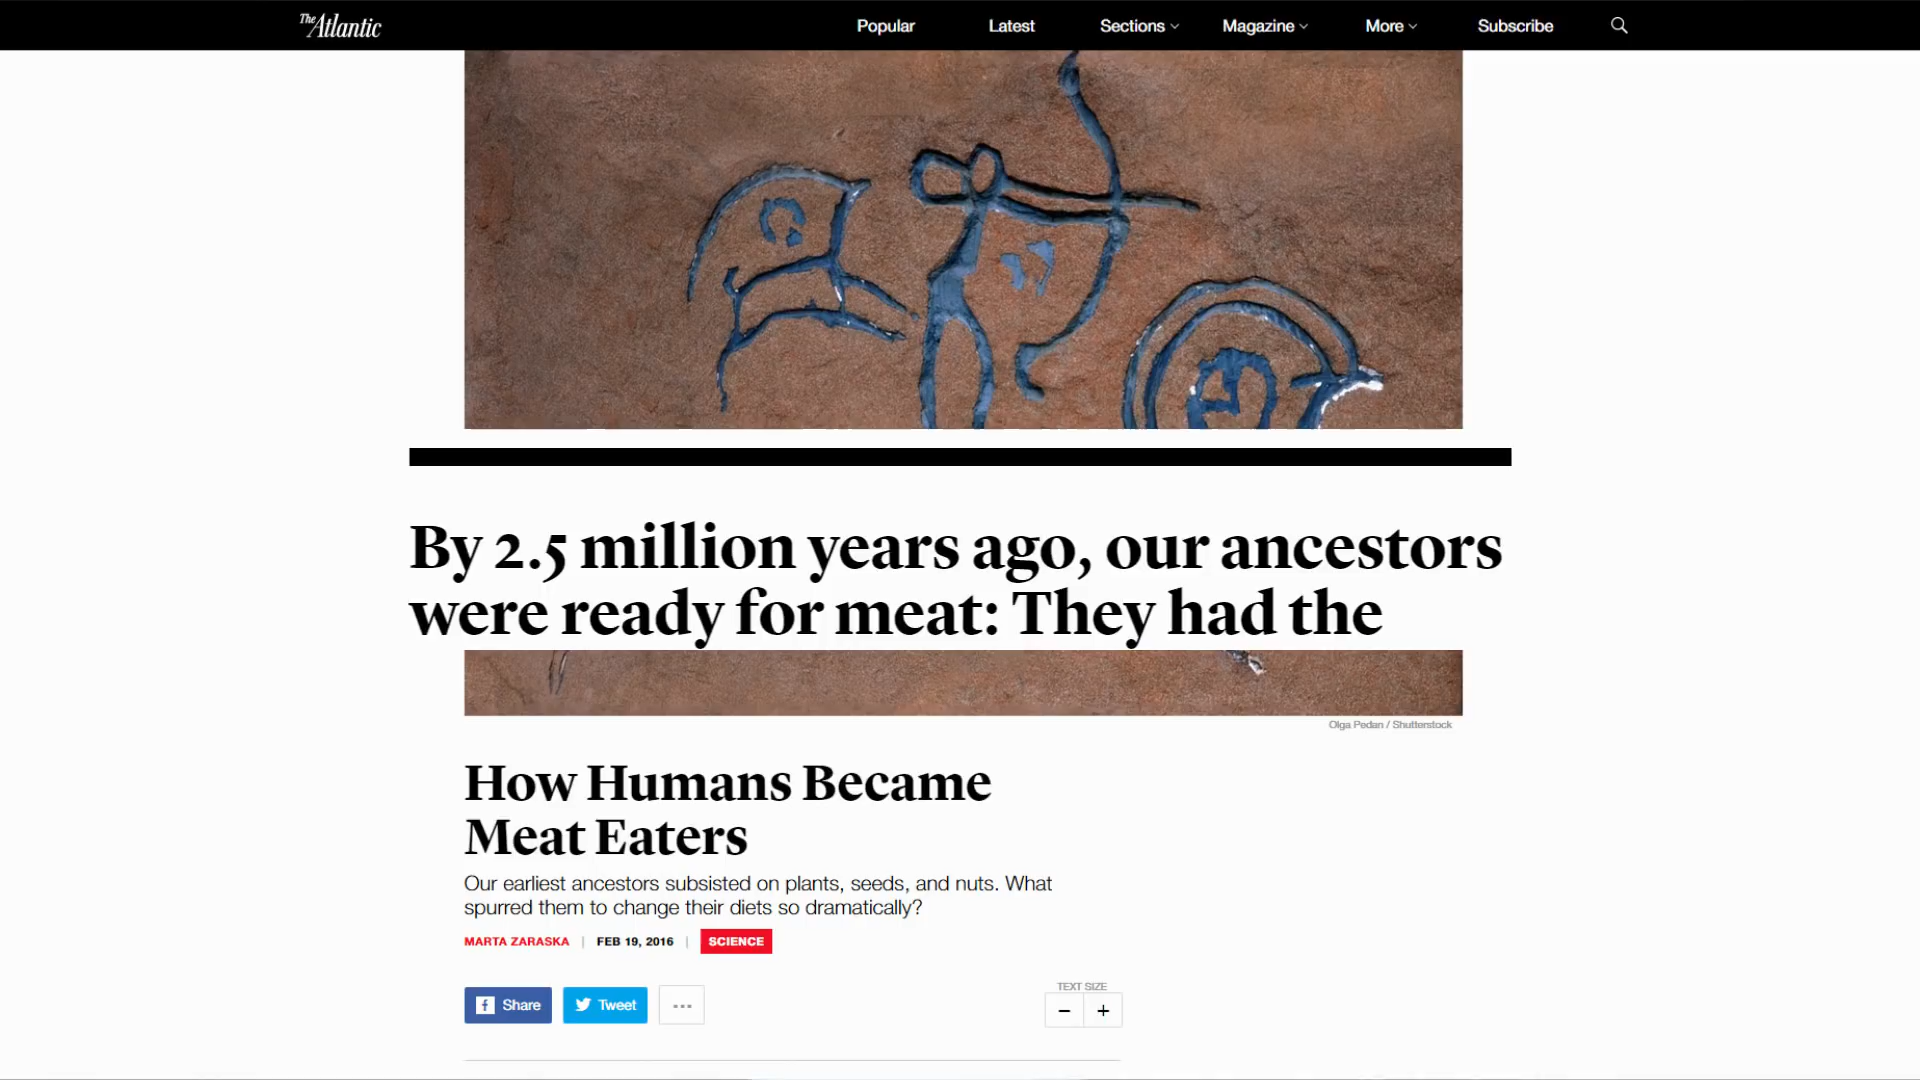 The Atlantic
Popular Latest Sections Magazine More Subscribe
By 2.5 million years ago, our ancestors
were ready for meat: They had the
Olga Pedan / Shutterstock
How Humans Became
Meat Eaters
Our earliest ancestors subsisted on plants, seeds, and nuts. What
spurred them to change their diets so dramatically?
MARTA ZARASKA | FEB 19, 2016 | SCIENCE
Share Tweet ...
TEXT SIZE
− +